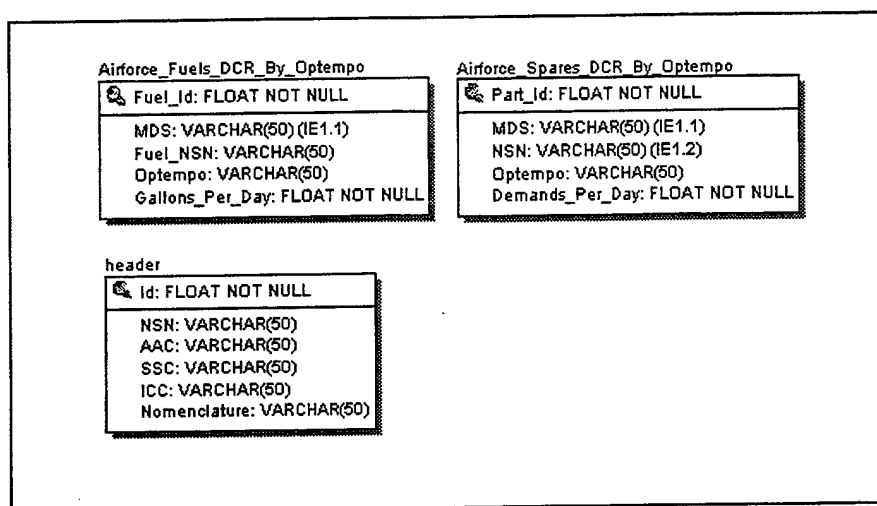 Airforce_Fuels_DCR_By_Optempo
Fuel_Id: FLOAT NOT NULL
MDS: VARCHAR(50) (IE1.1)
Fuel_NSN: VARCHAR(50)
Optempo: VARCHAR(50)
Gallons_Per_Day: FLOAT NOT NULL
Airforce_Spares_DCR_By_Optempo
Part_Id: FLOAT NOT NULL
MDS: VARCHAR(50) (IE1.1)
NSN: VARCHAR(50) (IE1.2)
Optempo: VARCHAR(50)
Demands_Per_Day: FLOAT NOT NULL
header
Id: FLOAT NOT NULL
NSN: VARCHAR(50)
AAC: VARCHAR(50)
SSC: VARCHAR(50)
ICC: VARCHAR(50)
Nomenclature: VARCHAR(50)